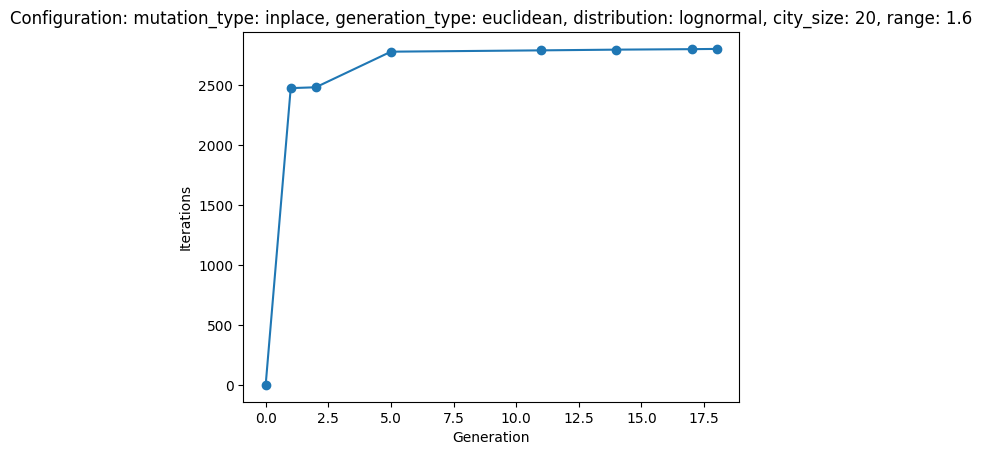 Configuration: mutation_type: inplace, generation_type: euclidean, distribution: lognormal, city_size: 20, range: 1.6
2500
2000
1500
1000
500
0
Iterations
0.0 2.5 5.0 7.5 10.0 12.5 15.0 17.5
Generation